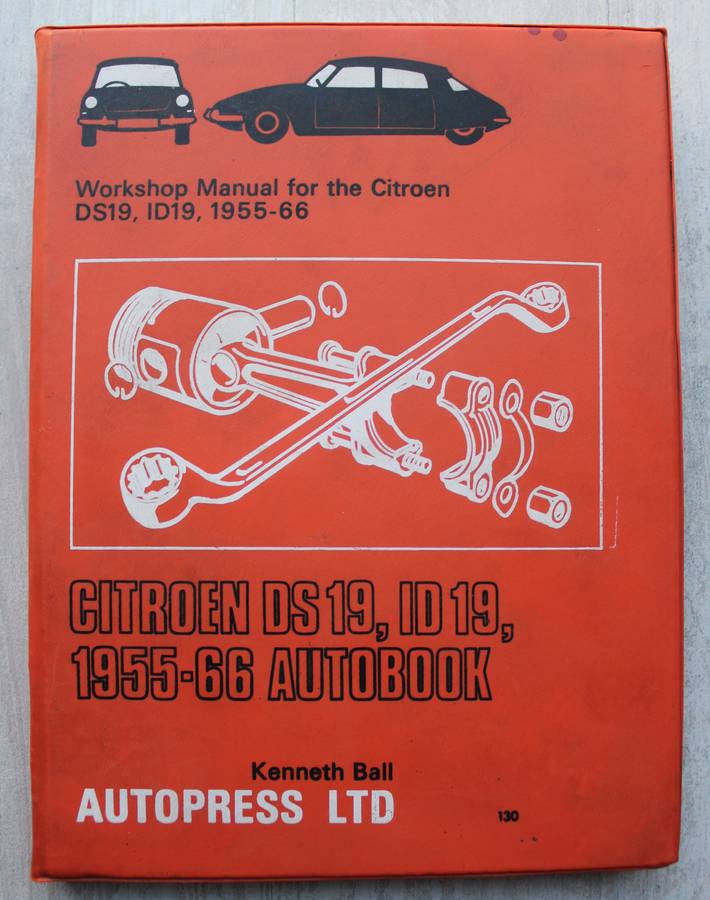 Workshop Manual for the Citroen
DS19, ID19, 1955-66
CITROEN DS19, ID19,
1955-66 AUTOBOOK
Kenneth Ball
AUTOPRESS LTD
130